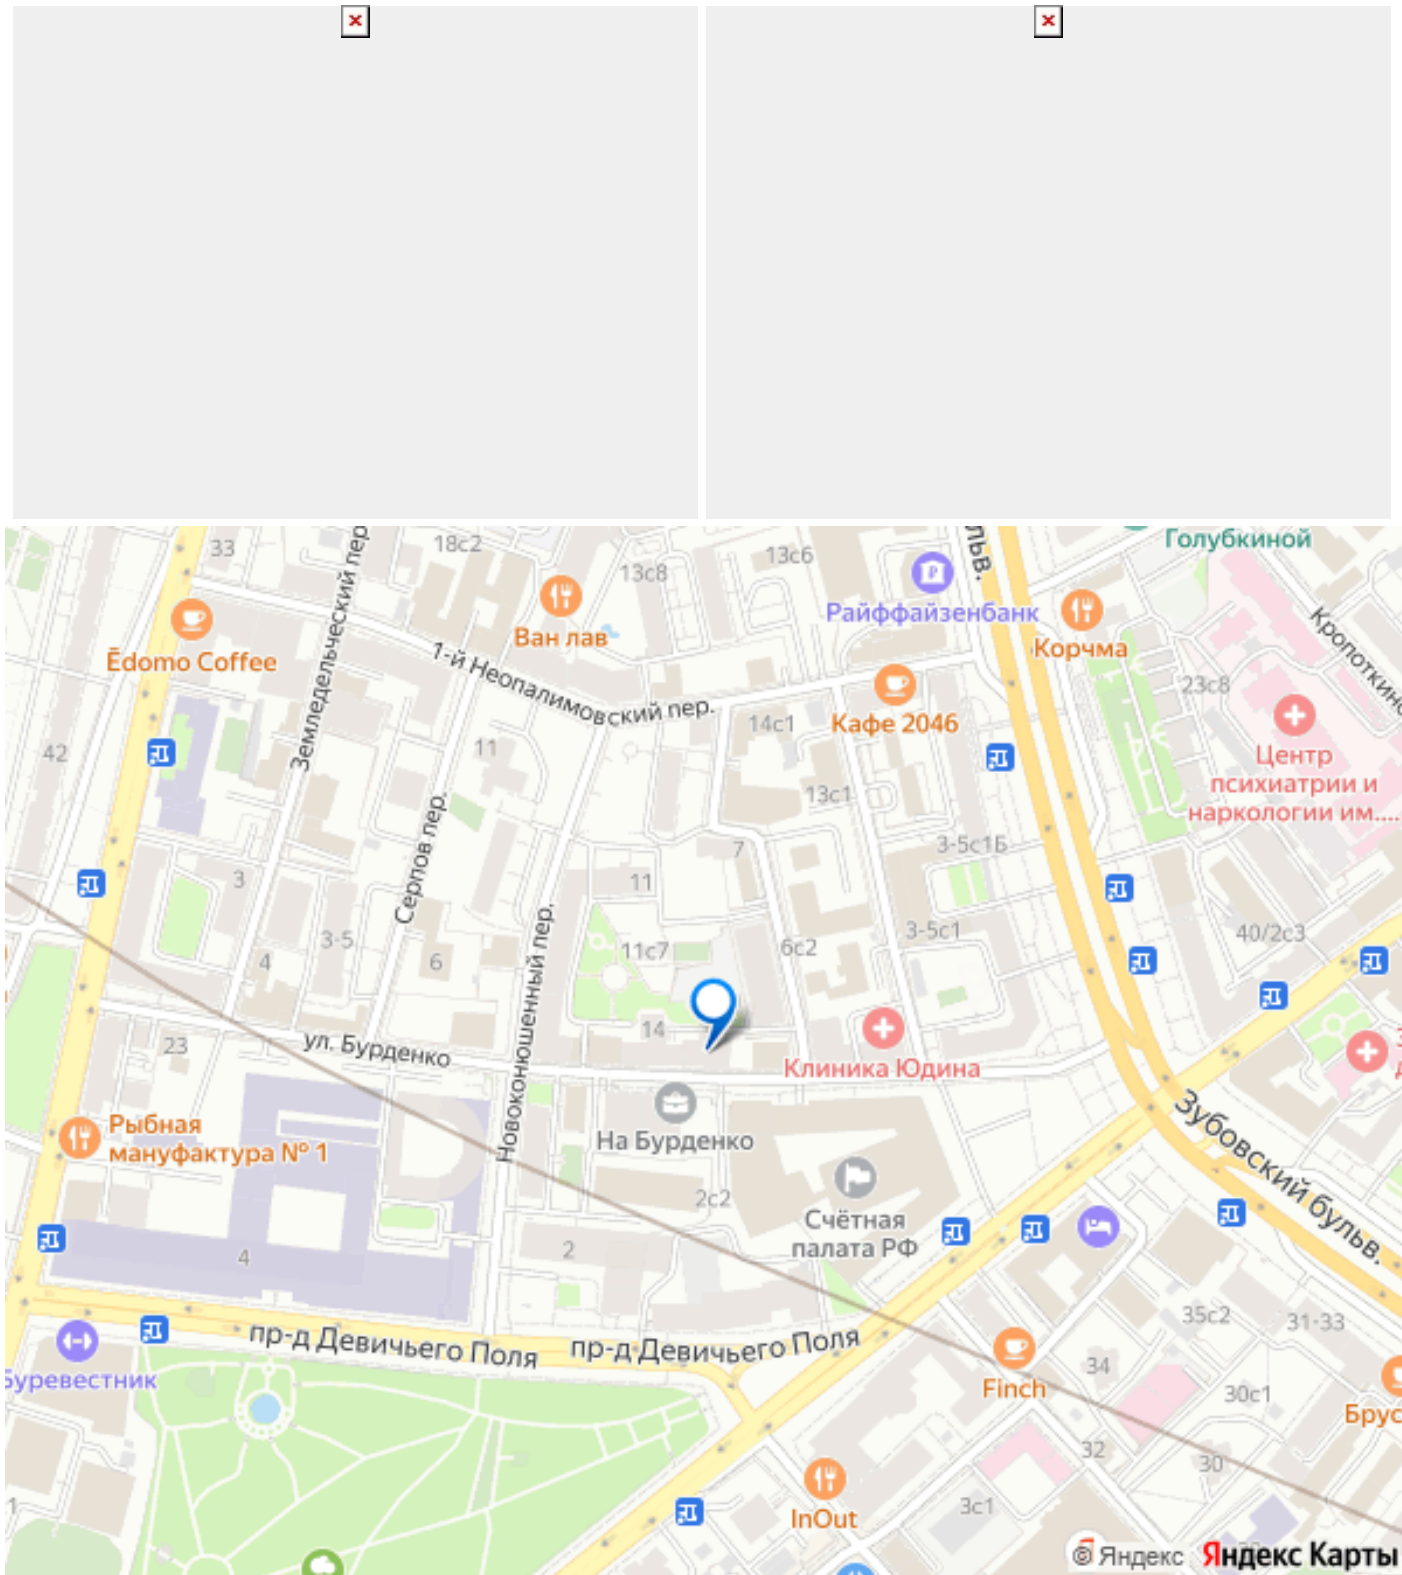 льв.
Голубкиной
33
18с2
13с8
13с6
Райффайзенбанк
Корчма
Кропоткинс
Ван лав
Ēdomo Coffee
Земледельческий пер
1-й Неопалимовский пер.
23с8
14с1
Кафе 2046
42
11
Центр
психиатрии и
наркологии им....
13с1
Серпов пер.
7
3-5с1Б
3
11
Новоконюшенный пер.
3-5
4
6
11с7
6с2
3-5с1
40/2с3
14
23
ул. Бурденко
Клиника Юдина
Рыбная
мануфактура № 1
На Бурденко
Зубовский бульв.
2с2
Счётная
палата РФ
2
4
35с2
31-33
пр-д Девичьего Поля
пр-д Девичьего Поля
Буревестник
34
Finch
30с1
Брус
32
30
1
InOut
3с1
© Яндекс
Яндекс Карты